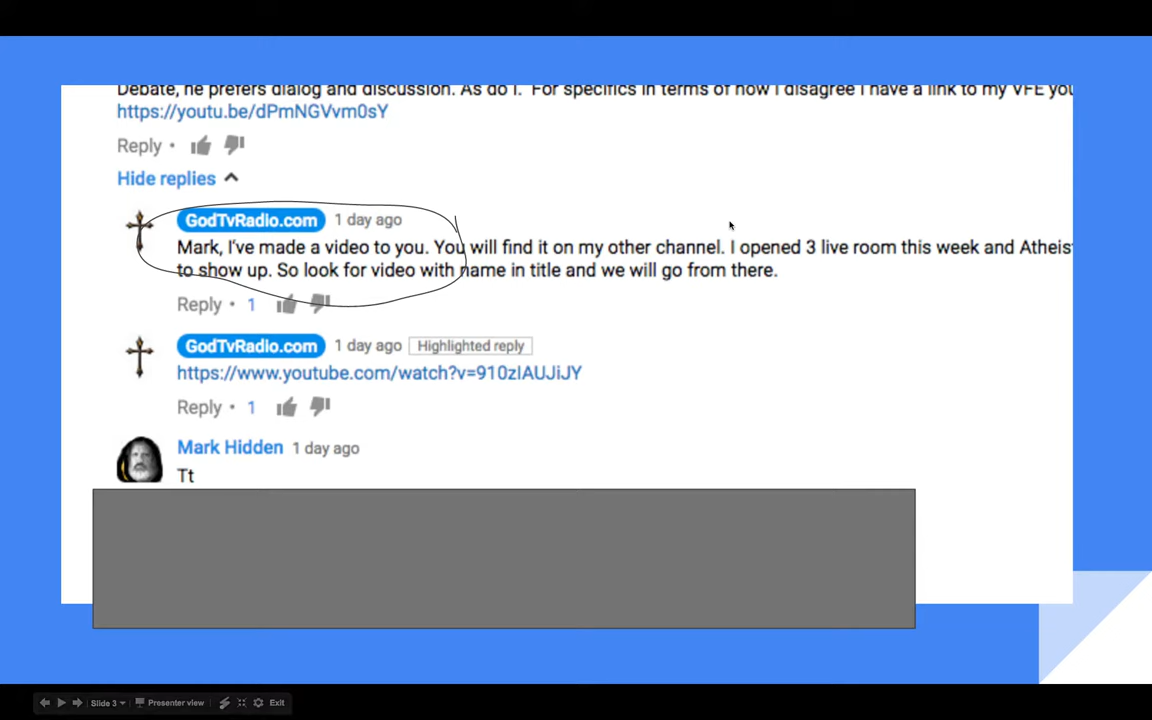 Debate, he prefers dialog and discussion. As do I. For specifics in terms of how I disagree I have a link to my VFE you
https://youtu.be/dPmNGVvm0sY
Reply •
Hide replies
GodTvRadio.com 1 day ago
Mark, I've made a video to you. You will find it on my other channel. I opened 3 live room this week and Atheist
to show up. So look for video with name in title and we will go from there.
Reply • 1
GodTvRadio.com 1 day ago Highlighted reply
https://www.youtube.com/watch?v=910zIAUJiJY
Reply • 1
Mark Hidden 1 day ago
Tt
Slide 3 Presenter view Exit